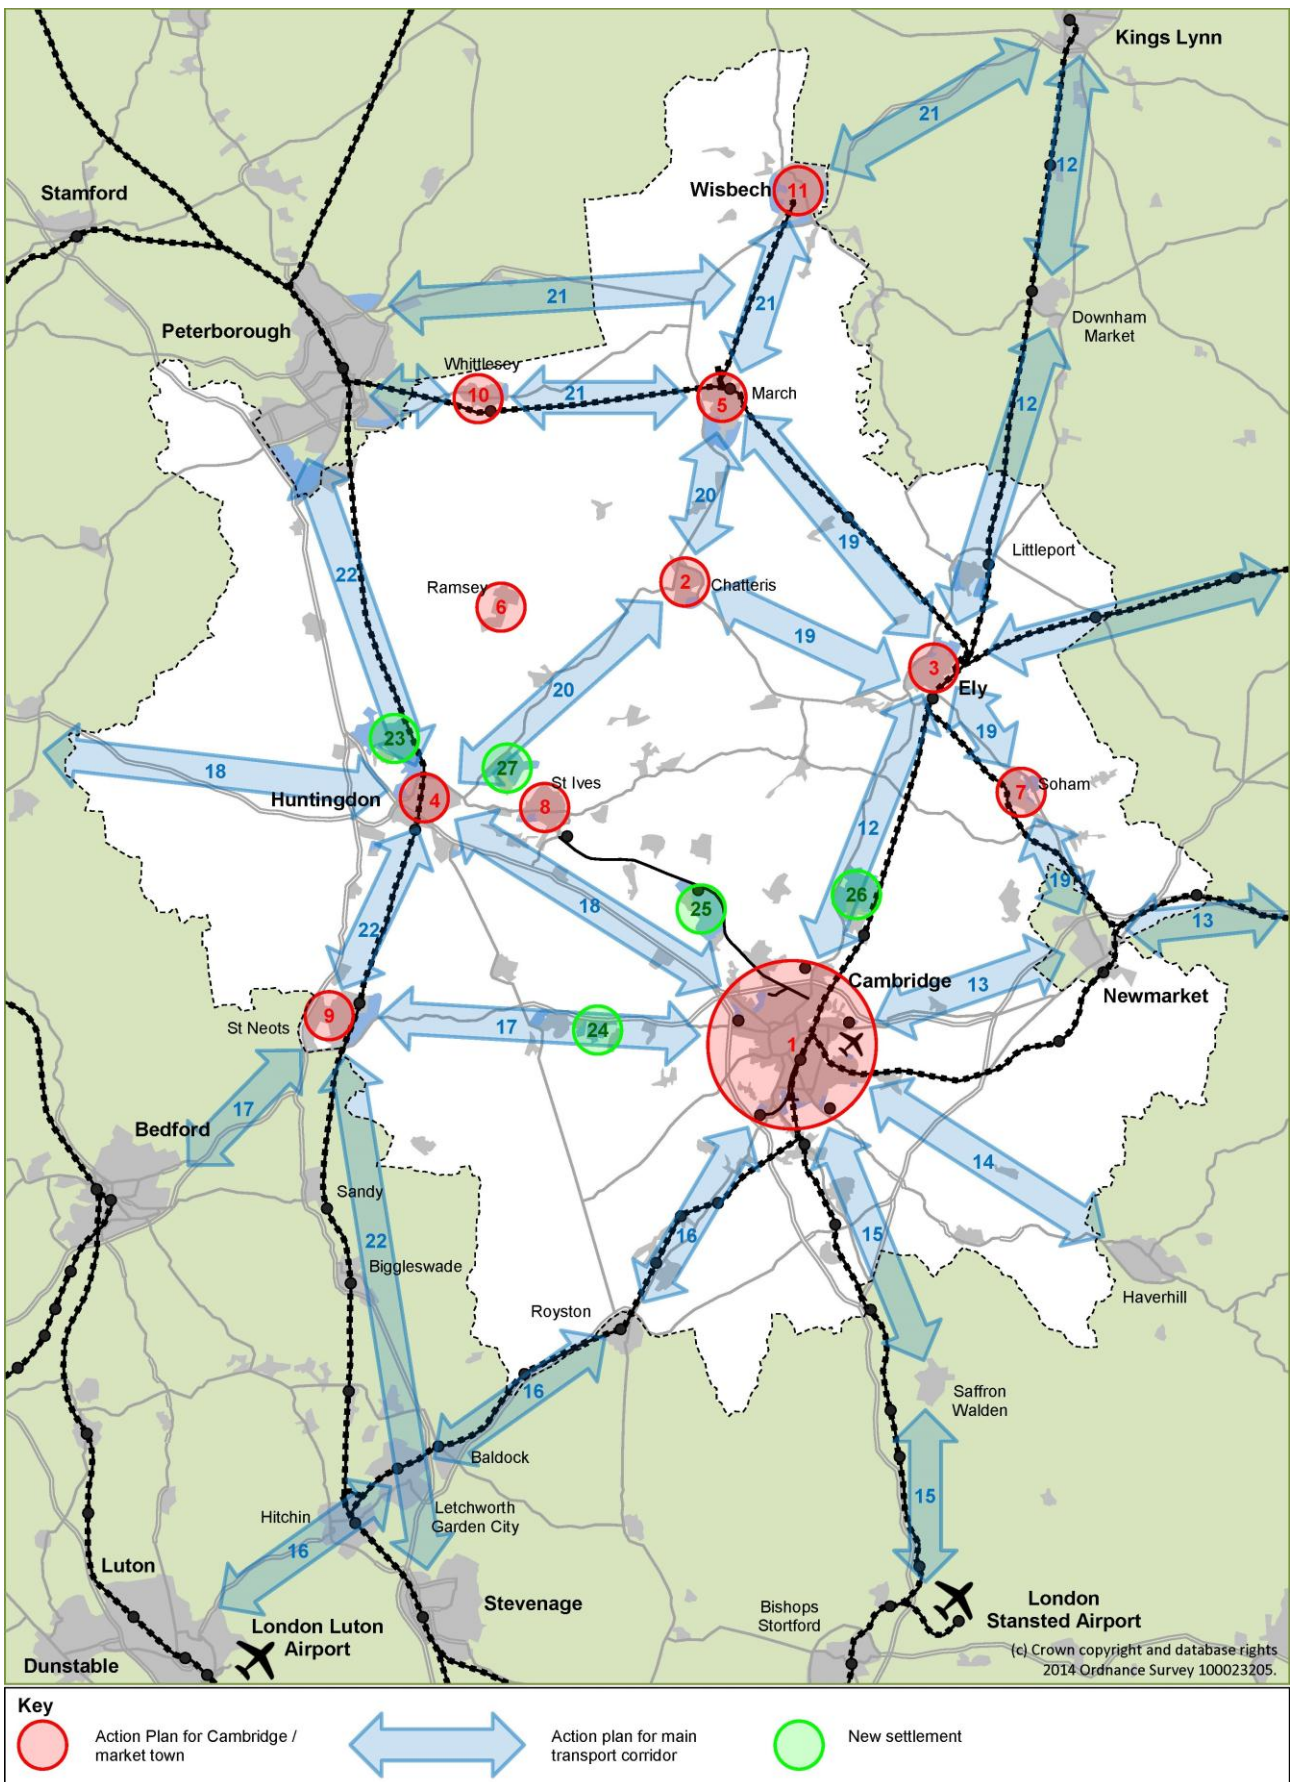 Kings Lynn
21
12
Stamford
Wisbech
11
21
21
Peterborough
Downham
Market
Whittlesey
10
21
5
March
12
20
19
22
Littleport
Ramsey
6
2
Chatteris
19
3
Ely
20
19
23
27
18
Huntingdon
4
St Ives
8
7
Soham
12
26
19
18
25
13
22
Cambridge
13
Newmarket
9
St Neots
17
24
1
17
Bedford
14
Sandy
22
15
16
Biggleswade
Haverhill
Royston
16
Saffron
Walden
Baldock
15
Hitchin
Letchworth
Garden City
16
Luton
Stevenage
London
Stansted Airport
Bishops
Stortford
London Luton
Airport
Dunstable
(c) Crown copyright and database rights
2014 Ordnance Survey 100023205.
Key
Action Plan for Cambridge /
market town
Action plan for main
transport corridor
New settlement